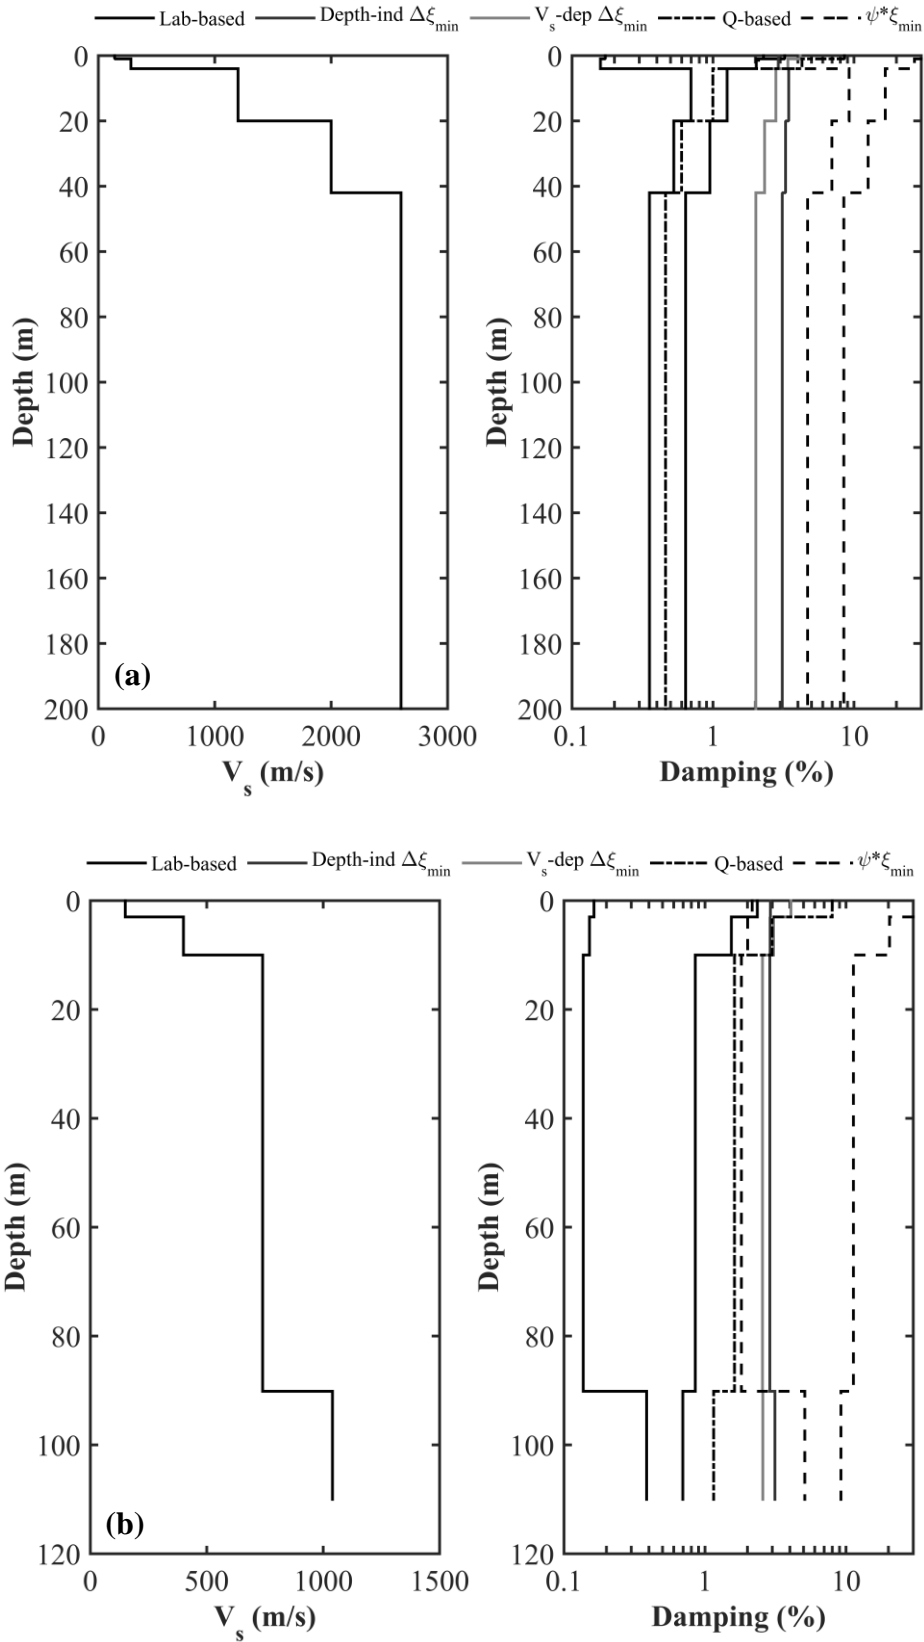 Lab-based Depth-ind Δξmin Vs-dep Δξmin Q-based ψ*ξmin
0 0
20 20
40 40
60 60
80 80
100 100
120 120
140 140
160 160
180 180
200 200
Depth (m) Depth (m)
(a)
0 1000 2000 3000 0.1 1 10
Vs (m/s) Damping (%)
Lab-based Depth-ind Δξmin Vs-dep Δξmin Q-based ψ*ξmin
0 0
20 20
40 40
60 60
80 80
100 100
120 120
Depth (m) Depth (m)
(b)
0 500 1000 1500 0.1 1 10
Vs (m/s) Damping (%)